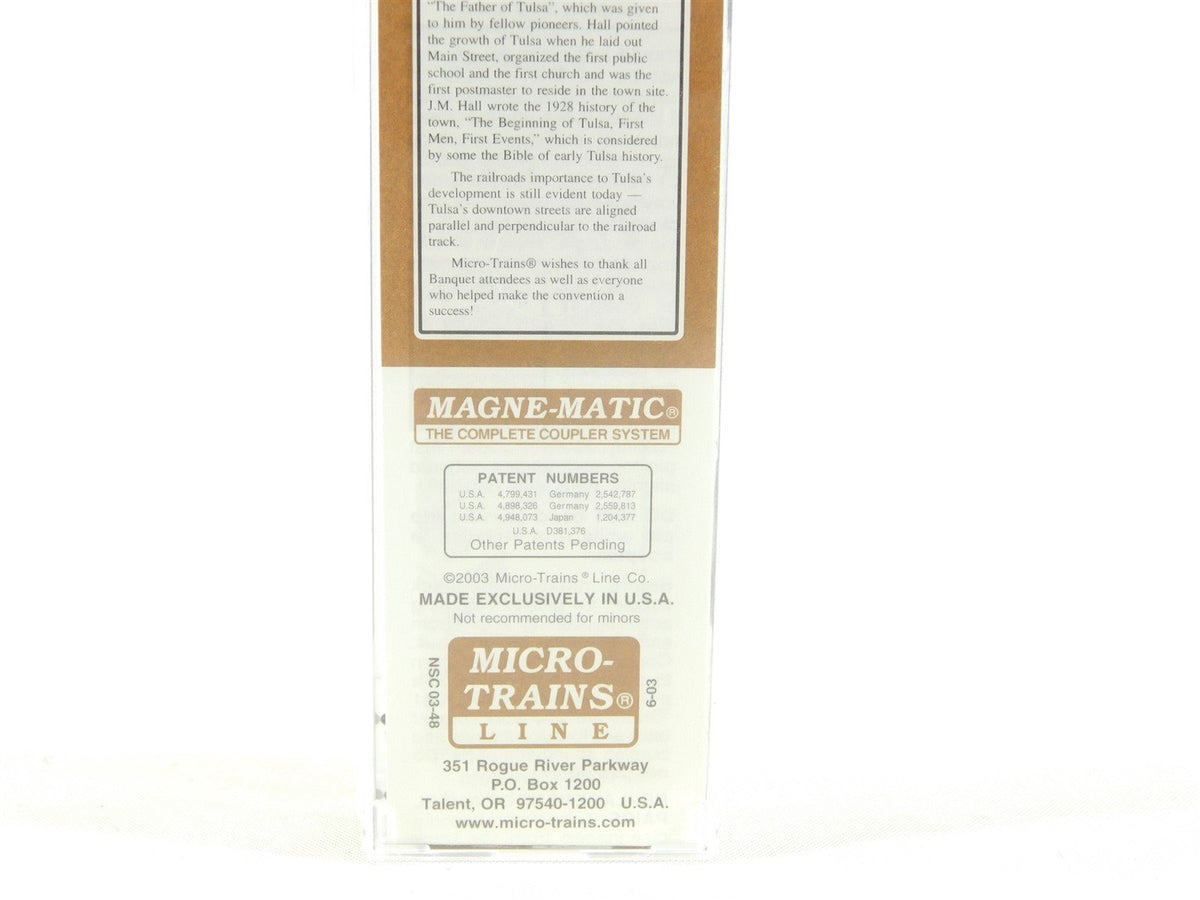 "The Father of Tulsa", which was given
to him by fellow pioneers. Hall pointed
the growth of Tulsa when he laid out
Main Street, organized the first public
school and the first church and was the
first postmaster to reside in the town site.
J.M. Hall wrote the 1928 history of the
town, "The Beginning of Tulsa, First
Men, First Events," which is considered
by some the Bible of early Tulsa history.
The railroads importance to Tulsa's
development is still evident today —
Tulsa's downtown streets are aligned
parallel and perpendicular to the railroad
track.
Micro-Trains® wishes to thank all
Banquet attendees as well as everyone
who helped make the convention a
success!
MAGNE-MATIC®
THE COMPLETE COUPLER SYSTEM
PATENT NUMBERS
U.S.A. 4,799,431 Germany 2,542,787
U.S.A. 4,898,326 Germany 2,559,813
U.S.A. 4,948,073 Japan 1,204,377
U.S.A. D381,376
Other Patents Pending
©2003 Micro-Trains® Line Co.
MADE EXCLUSIVELY IN U.S.A.
Not recommended for minors
NSC 03-48
MICRO-
TRAINS®
LINE
6-03
351 Rogue River Parkway
P.O. Box 1200
Talent, OR 97540-1200 U.S.A.
www.micro-trains.com